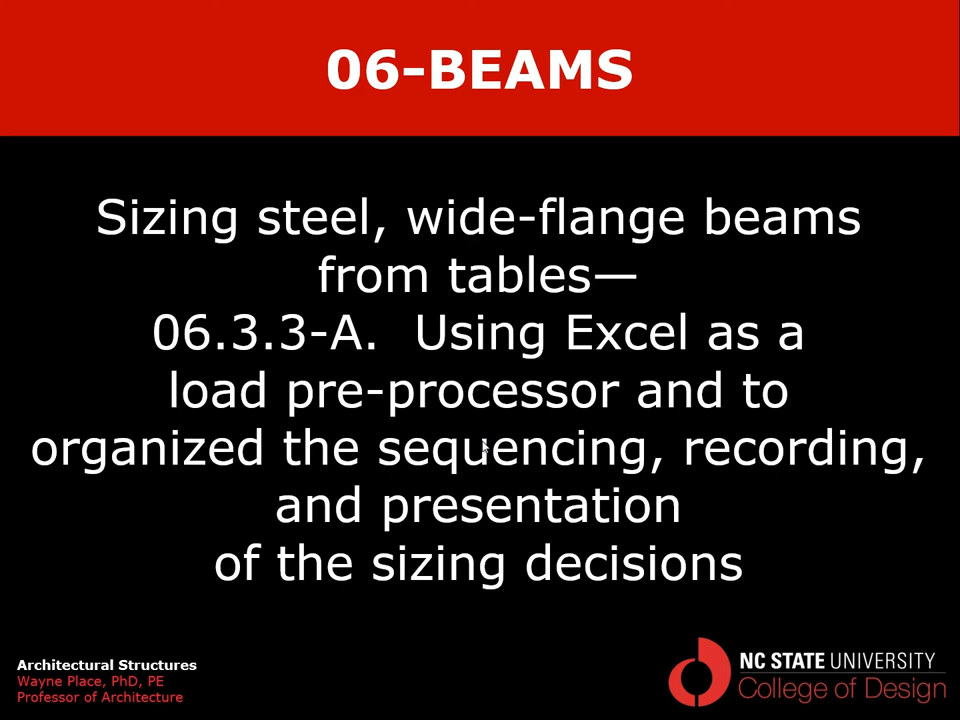 06-BEAMS
Sizing steel, wide-flange beams
from tables—
06.3.3-A.  Using Excel as a
load pre-processor and to
organized the sequencing, recording,
and presentation
of the sizing decisions
Architectural Structures
Wayne Place, PhD, PE
Professor of Architecture
NC STATE UNIVERSITY
College of Design